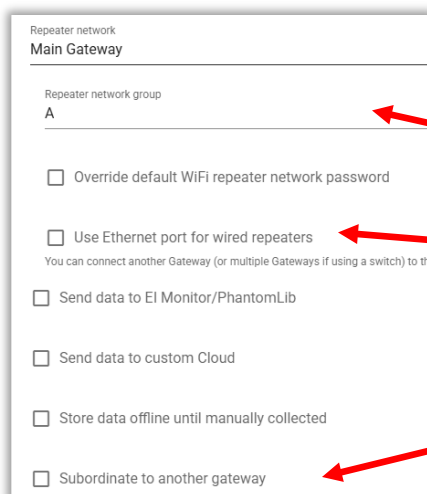 Repeater network
Main Gateway
Repeater network group
A
Override default WiFi repeater network password
Use Ethernet port for wired repeaters
You can connect another Gateway (or multiple Gateways if using a switch) to
Send data to EI Monitor/PhantomLib
Send data to custom Cloud
Store data offline until manually collected
Subordinate to another gateway